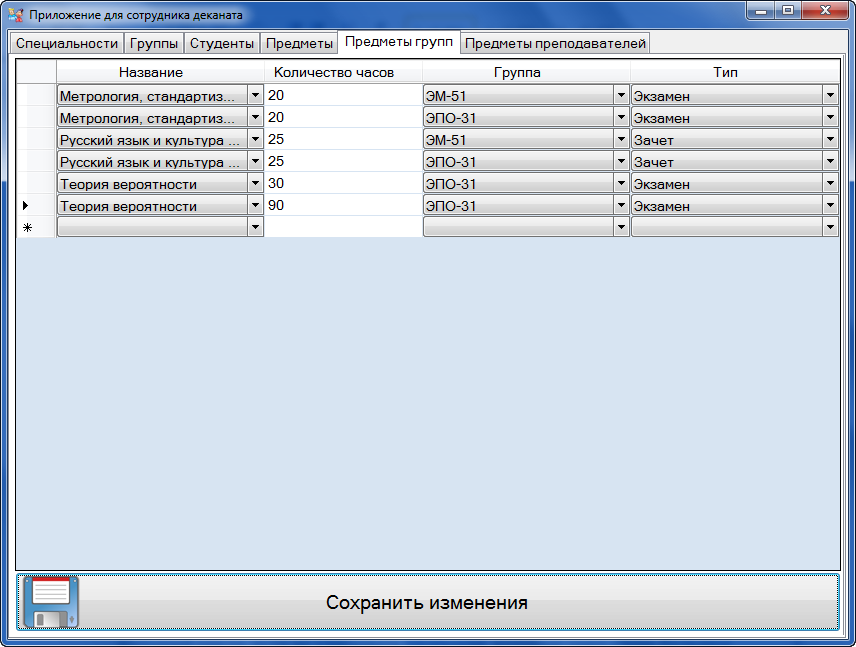 Приложение для сотрудника деканата
Специальности Группы Студенты Предметы Предметы групп Предметы преподавателей
Название Количество часов Группа Тип
Метрология, стандартиз... 20 ЭМ-51 Экзамен
Метрология, стандартиз... 20 ЭПО-31 Экзамен
Русский язык и культура ... 25 ЭМ-51 Зачет
Русский язык и культура ... 25 ЭПО-31 Зачет
Теория вероятности 30 ЭПО-31 Экзамен
Теория вероятности 90 ЭПО-31 Экзамен
Сохранить изменения